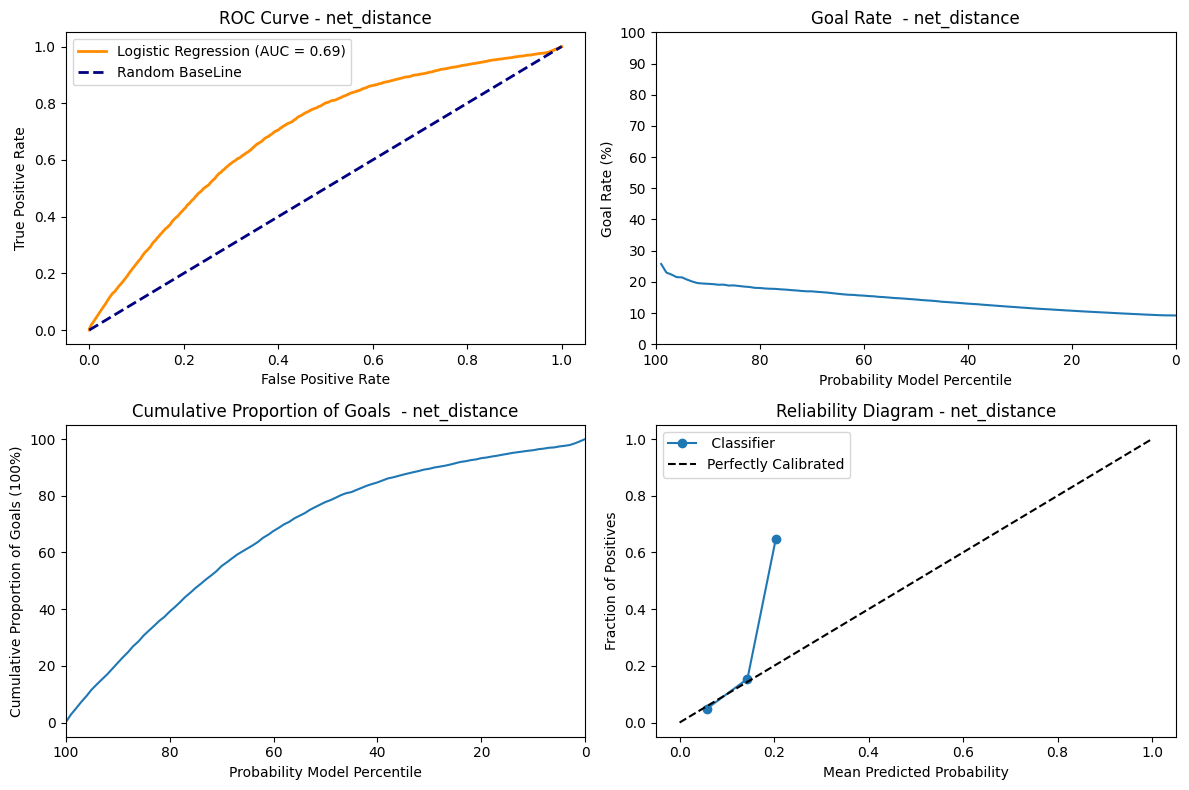 ROC Curve - net_distance
Logistic Regression (AUC = 0.69)
Random BaseLine
True Positive Rate
1.0
0.8
0.6
0.4
0.2
0.0
0.0 0.2 0.4 0.6 0.8 1.0
False Positive Rate
Goal Rate - net_distance
Goal Rate (%)
100
90
80
70
60
50
40
30
20
10
0
100 80 60 40 20 0
Probability Model Percentile
Cumulative Proportion of Goals - net_distance
Cumulative Proportion of Goals (100%)
100
80
60
40
20
0
100 80 60 40 20 0
Probability Model Percentile
Reliability Diagram - net_distance
Classifier
Perfectly Calibrated
Fraction of Positives
1.0
0.8
0.6
0.4
0.2
0.0
0.0 0.2 0.4 0.6 0.8 1.0
Mean Predicted Probability